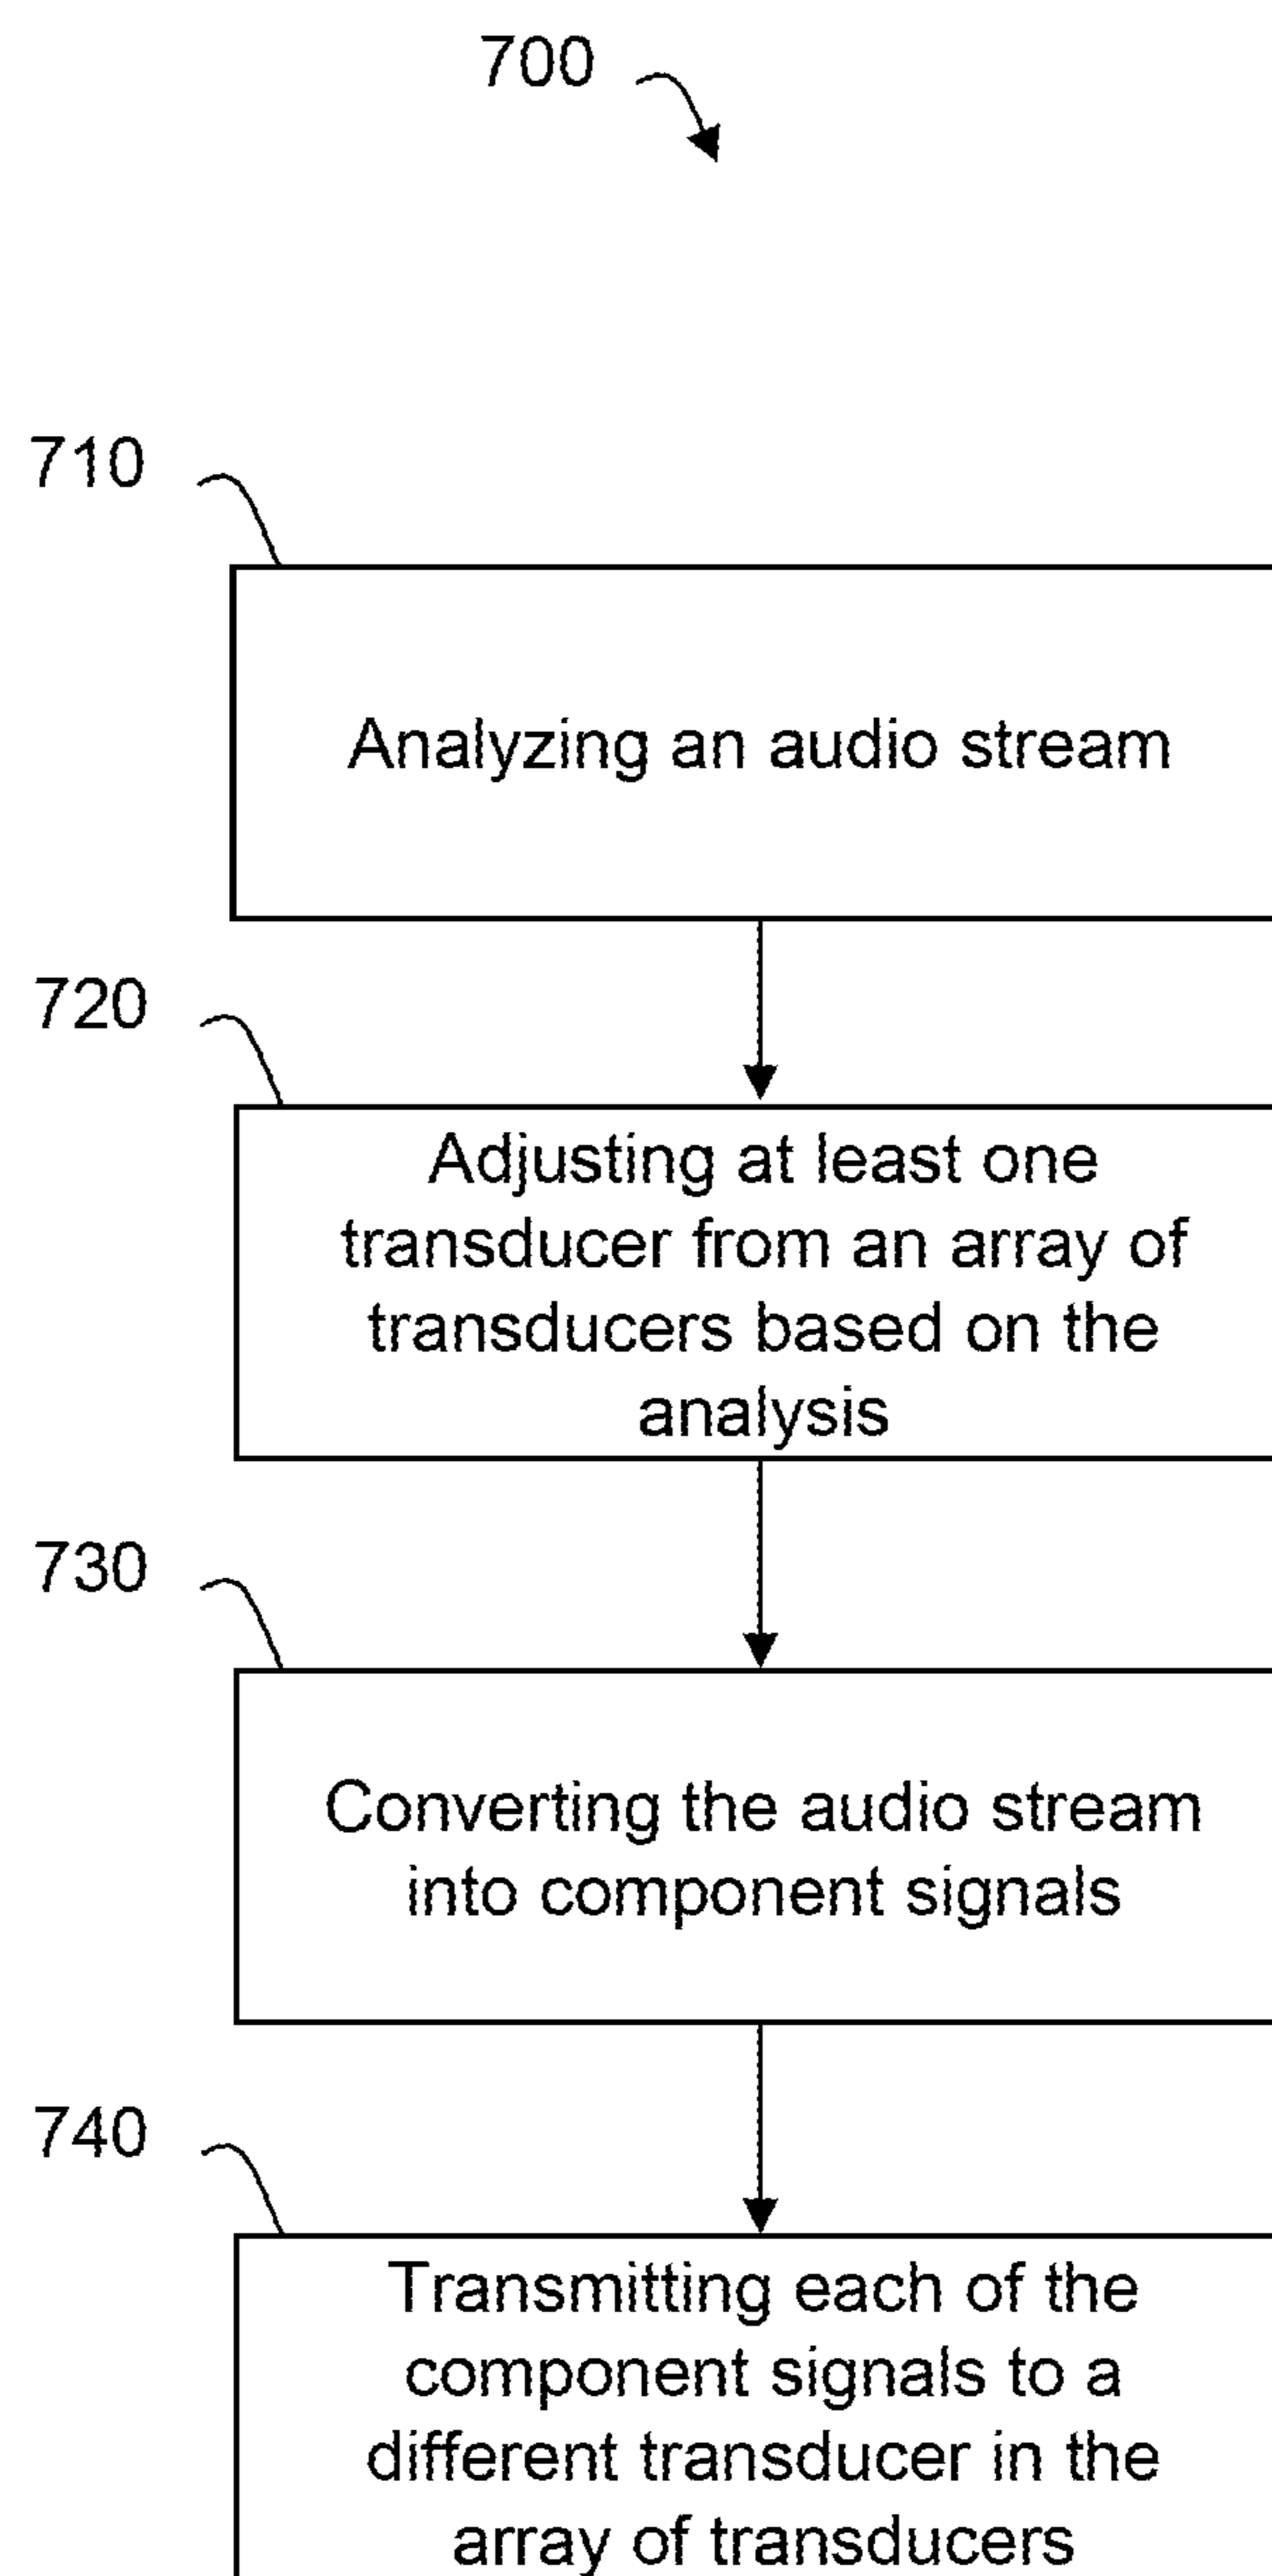 700
710
Analyzing an audio stream
720
Adjusting at least one
transducer from an array of
transducers based on the
analysis
730
Converting the audio stream
into component signals
740
Transmitting each of the
component signals to a
different transducer in the
array of transducers